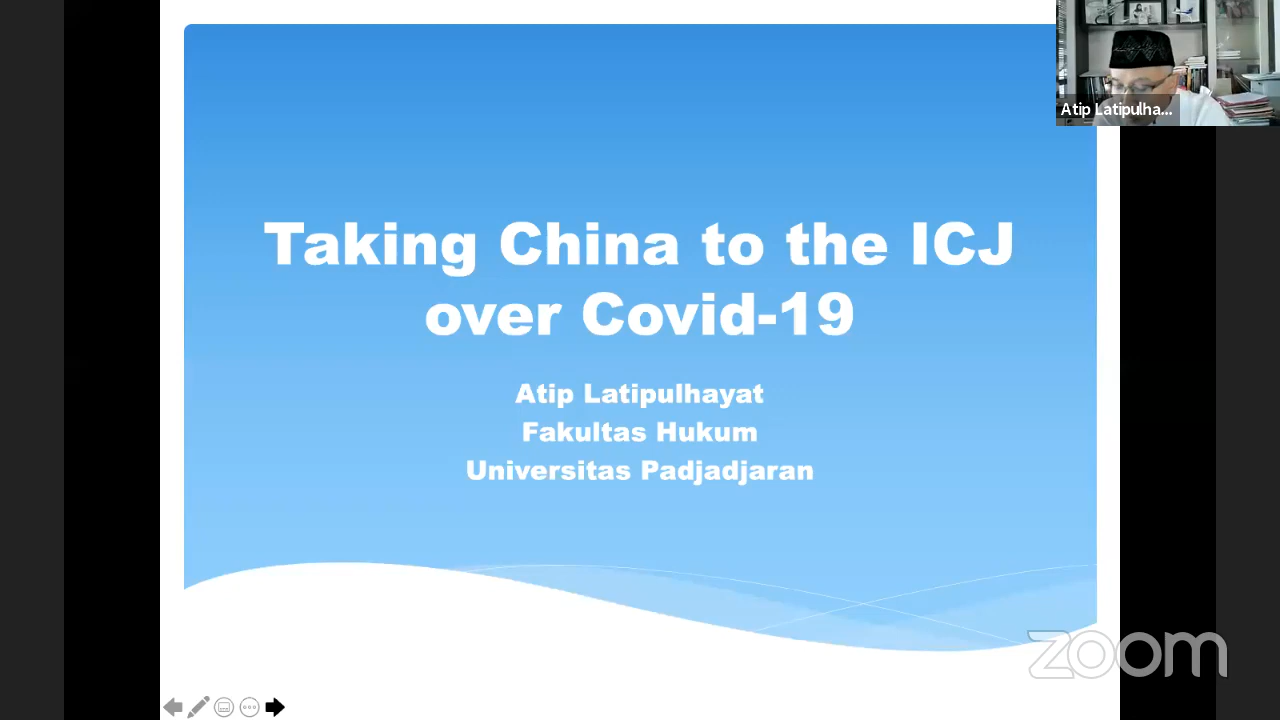 Atip Latipulha...
Taking China to the ICJ
over Covid-19
Atip Latipulhayat
Fakultas Hukum
Universitas Padjadjaran
zoom